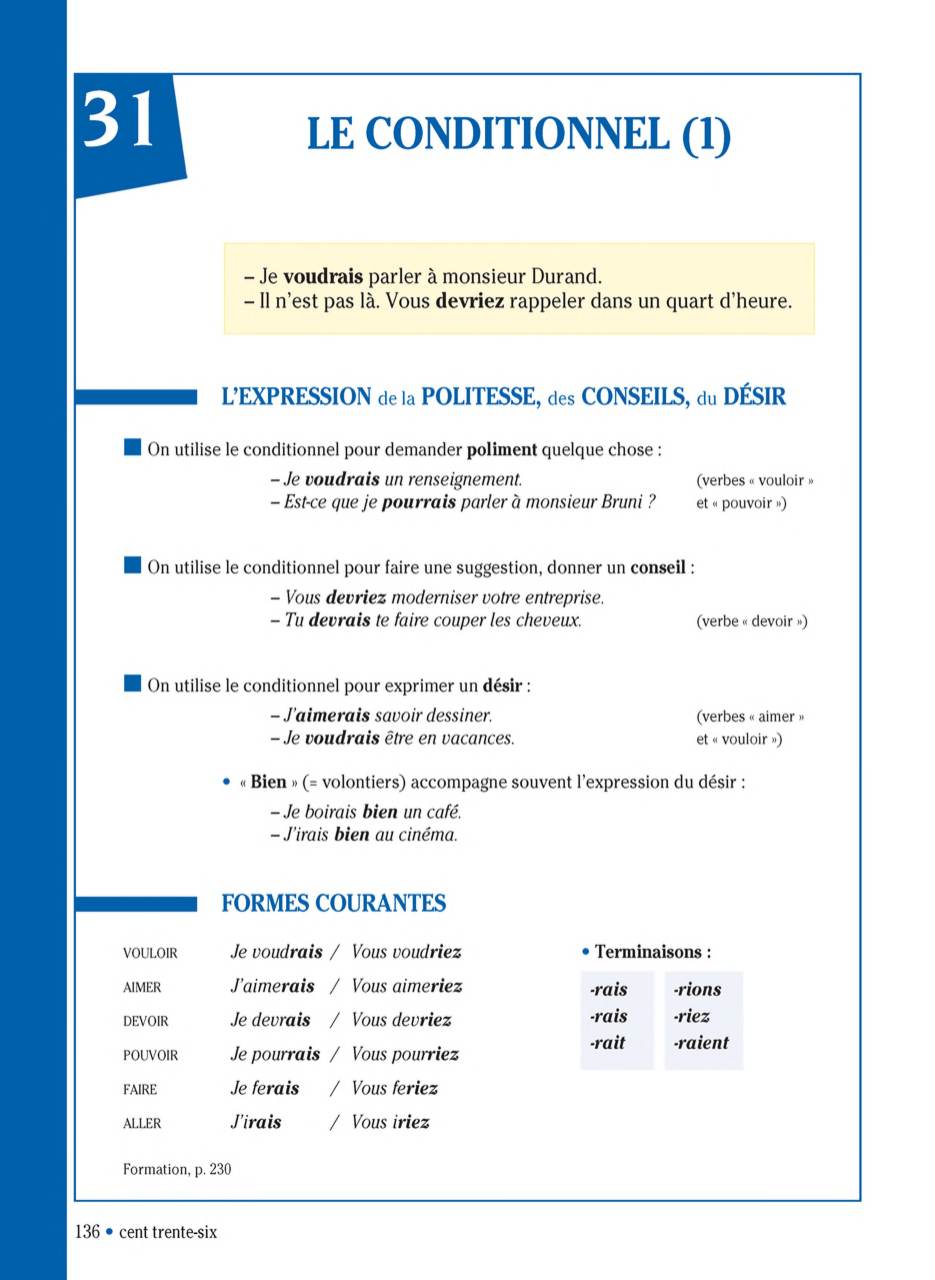 31
LE CONDITIONNEL (1)
– Je voudrais parler à monsieur Durand.
– Il n’est pas là. Vous devriez rappeler dans un quart d’heure.
L’EXPRESSION de la POLITESSE, des CONSEILS, du DÉSIR
On utilise le conditionnel pour demander poliment quelque chose :
– Je voudrais un renseignement. (verbes « vouloir »
– Est-ce que je pourrais parler à monsieur Bruni ? et « pouvoir »)
On utilise le conditionnel pour faire une suggestion, donner un conseil :
– Vous devriez moderniser votre entreprise.
– Tu devrais te faire couper les cheveux. (verbe « devoir »)
On utilise le conditionnel pour exprimer un désir :
– J’aimerais savoir dessiner. (verbes « aimer »
– Je voudrais être en vacances. et « vouloir »)
• « Bien » (= volontiers) accompagne souvent l’expression du désir :
– Je boirais bien un café.
– J’irais bien au cinéma.
FORMES COURANTES
VOULOIR Je voudrais / Vous voudriez
AIMER J’aimerais / Vous aimeriez
DEVOIR Je devrais / Vous devriez
POUVOIR Je pourrais / Vous pourriez
FAIRE Je ferais / Vous feriez
ALLER J’irais / Vous iriez
• Terminaisons :
-rais -rions
-rais -riez
-rait -raient
Formation, p. 230
136 • cent trente-six